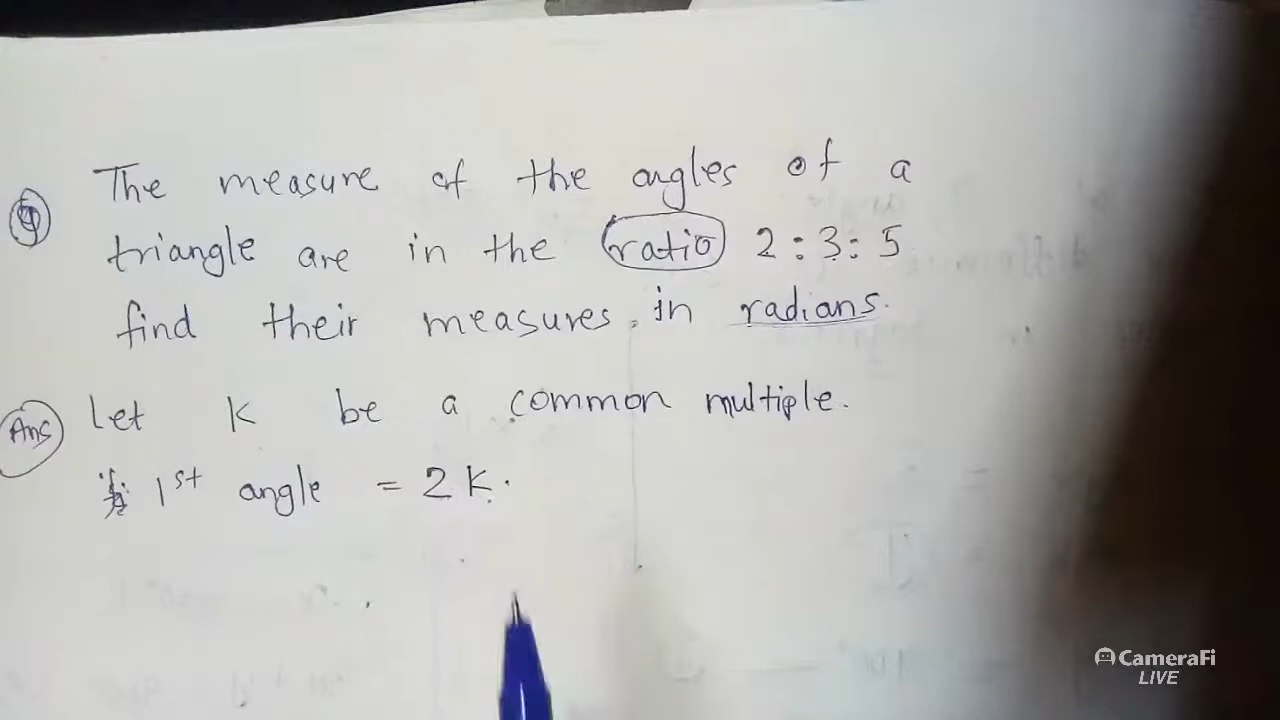 The measure of the angles of a
triangle are in the ratio 2:3:5
find their measures in radians.
Ans Let K be a common multiple.
1st angle = 2K.
CameraFi
LIVE